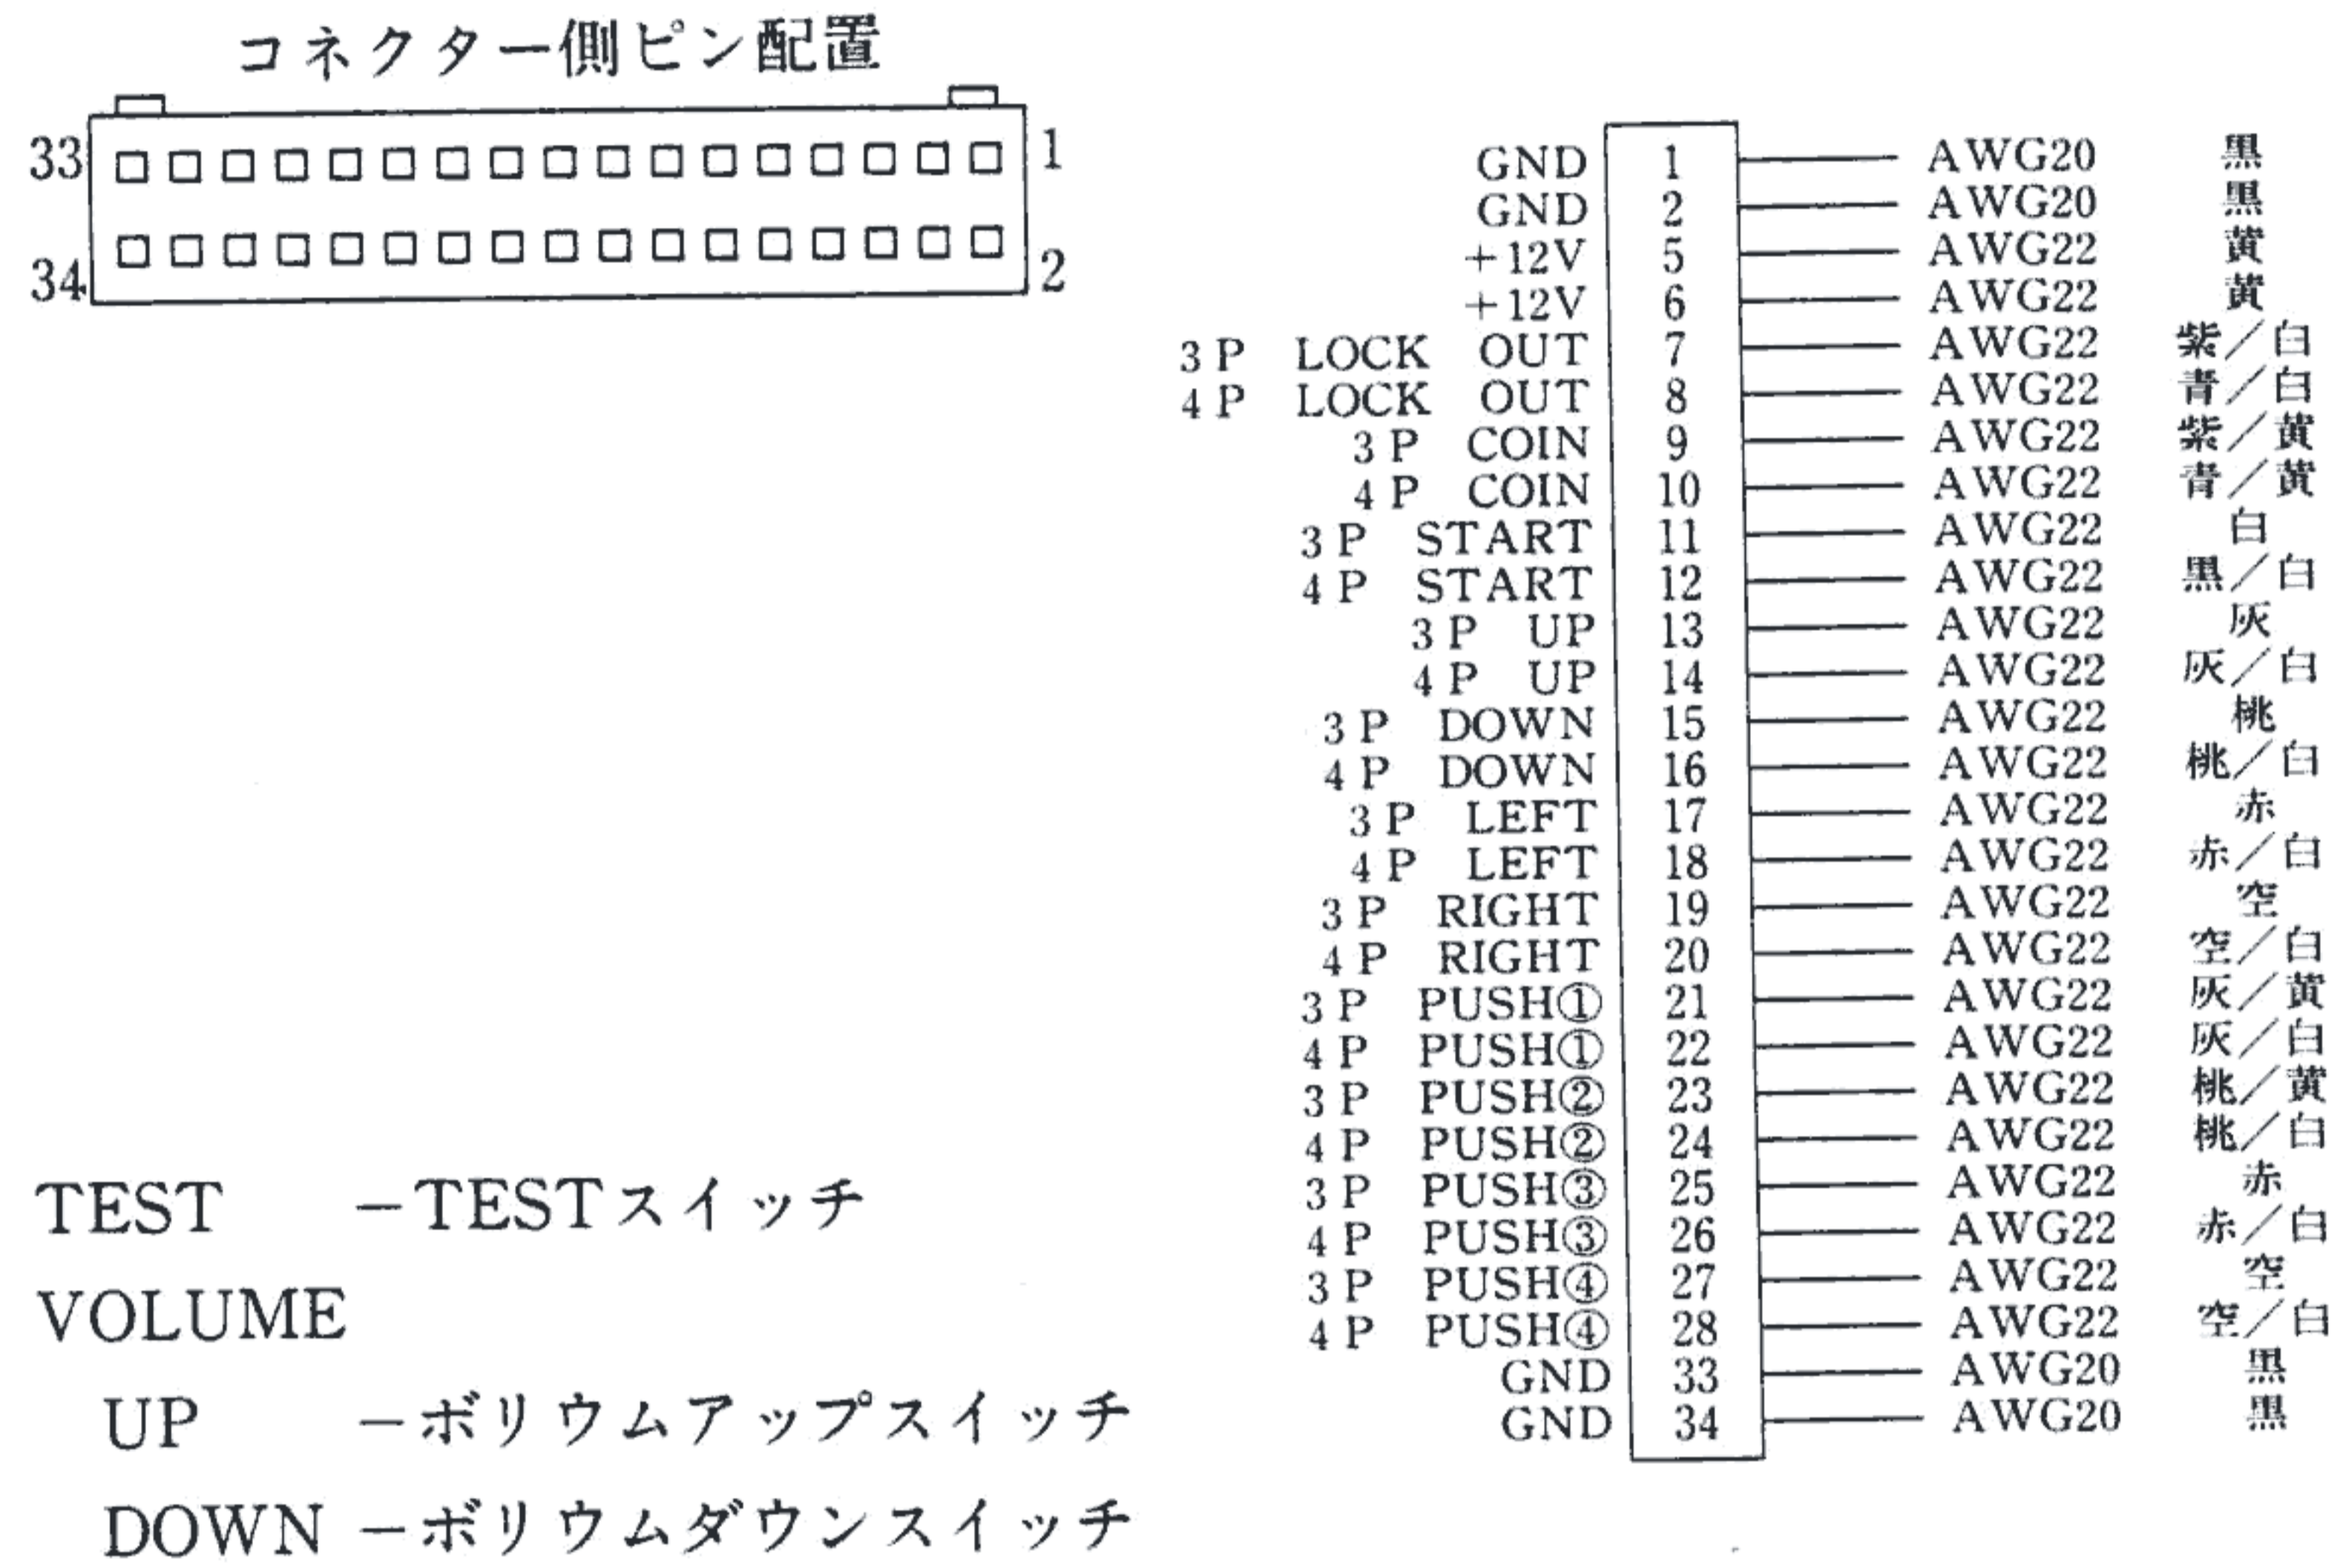 コネクター側ピン配置
33 1
34 2
GND 1 AWG20 黒
GND 2 AWG20 黒
+12V 5 AWG22 黄
+12V 6 AWG22 黄
3P LOCK OUT 7 AWG22 紫/白
4P LOCK OUT 8 AWG22 青/白
3P COIN 9 AWG22 紫/黄
4P COIN 10 AWG22 青/黄
3P START 11 AWG22 白
4P START 12 AWG22 黒/白
3P UP 13 AWG22 灰
4P UP 14 AWG22 灰/白
3P DOWN 15 AWG22 桃
4P DOWN 16 AWG22 桃/白
3P LEFT 17 AWG22 赤
4P LEFT 18 AWG22 赤/白
3P RIGHT 19 AWG22 空
4P RIGHT 20 AWG22 空/白
3P PUSH① 21 AWG22 灰/黄
4P PUSH① 22 AWG22 灰/白
3P PUSH② 23 AWG22 桃/黄
4P PUSH② 24 AWG22 桃/白
3P PUSH③ 25 AWG22 赤
4P PUSH③ 26 AWG22 赤/白
3P PUSH④ 27 AWG22 空
4P PUSH④ 28 AWG22 空/白
GND 33 AWG20 黒
GND 34 AWG20 黒
TEST -TESTスイッチ
VOLUME
UP -ボリウムアップスイッチ
DOWN -ボリウムダウンスイッチ